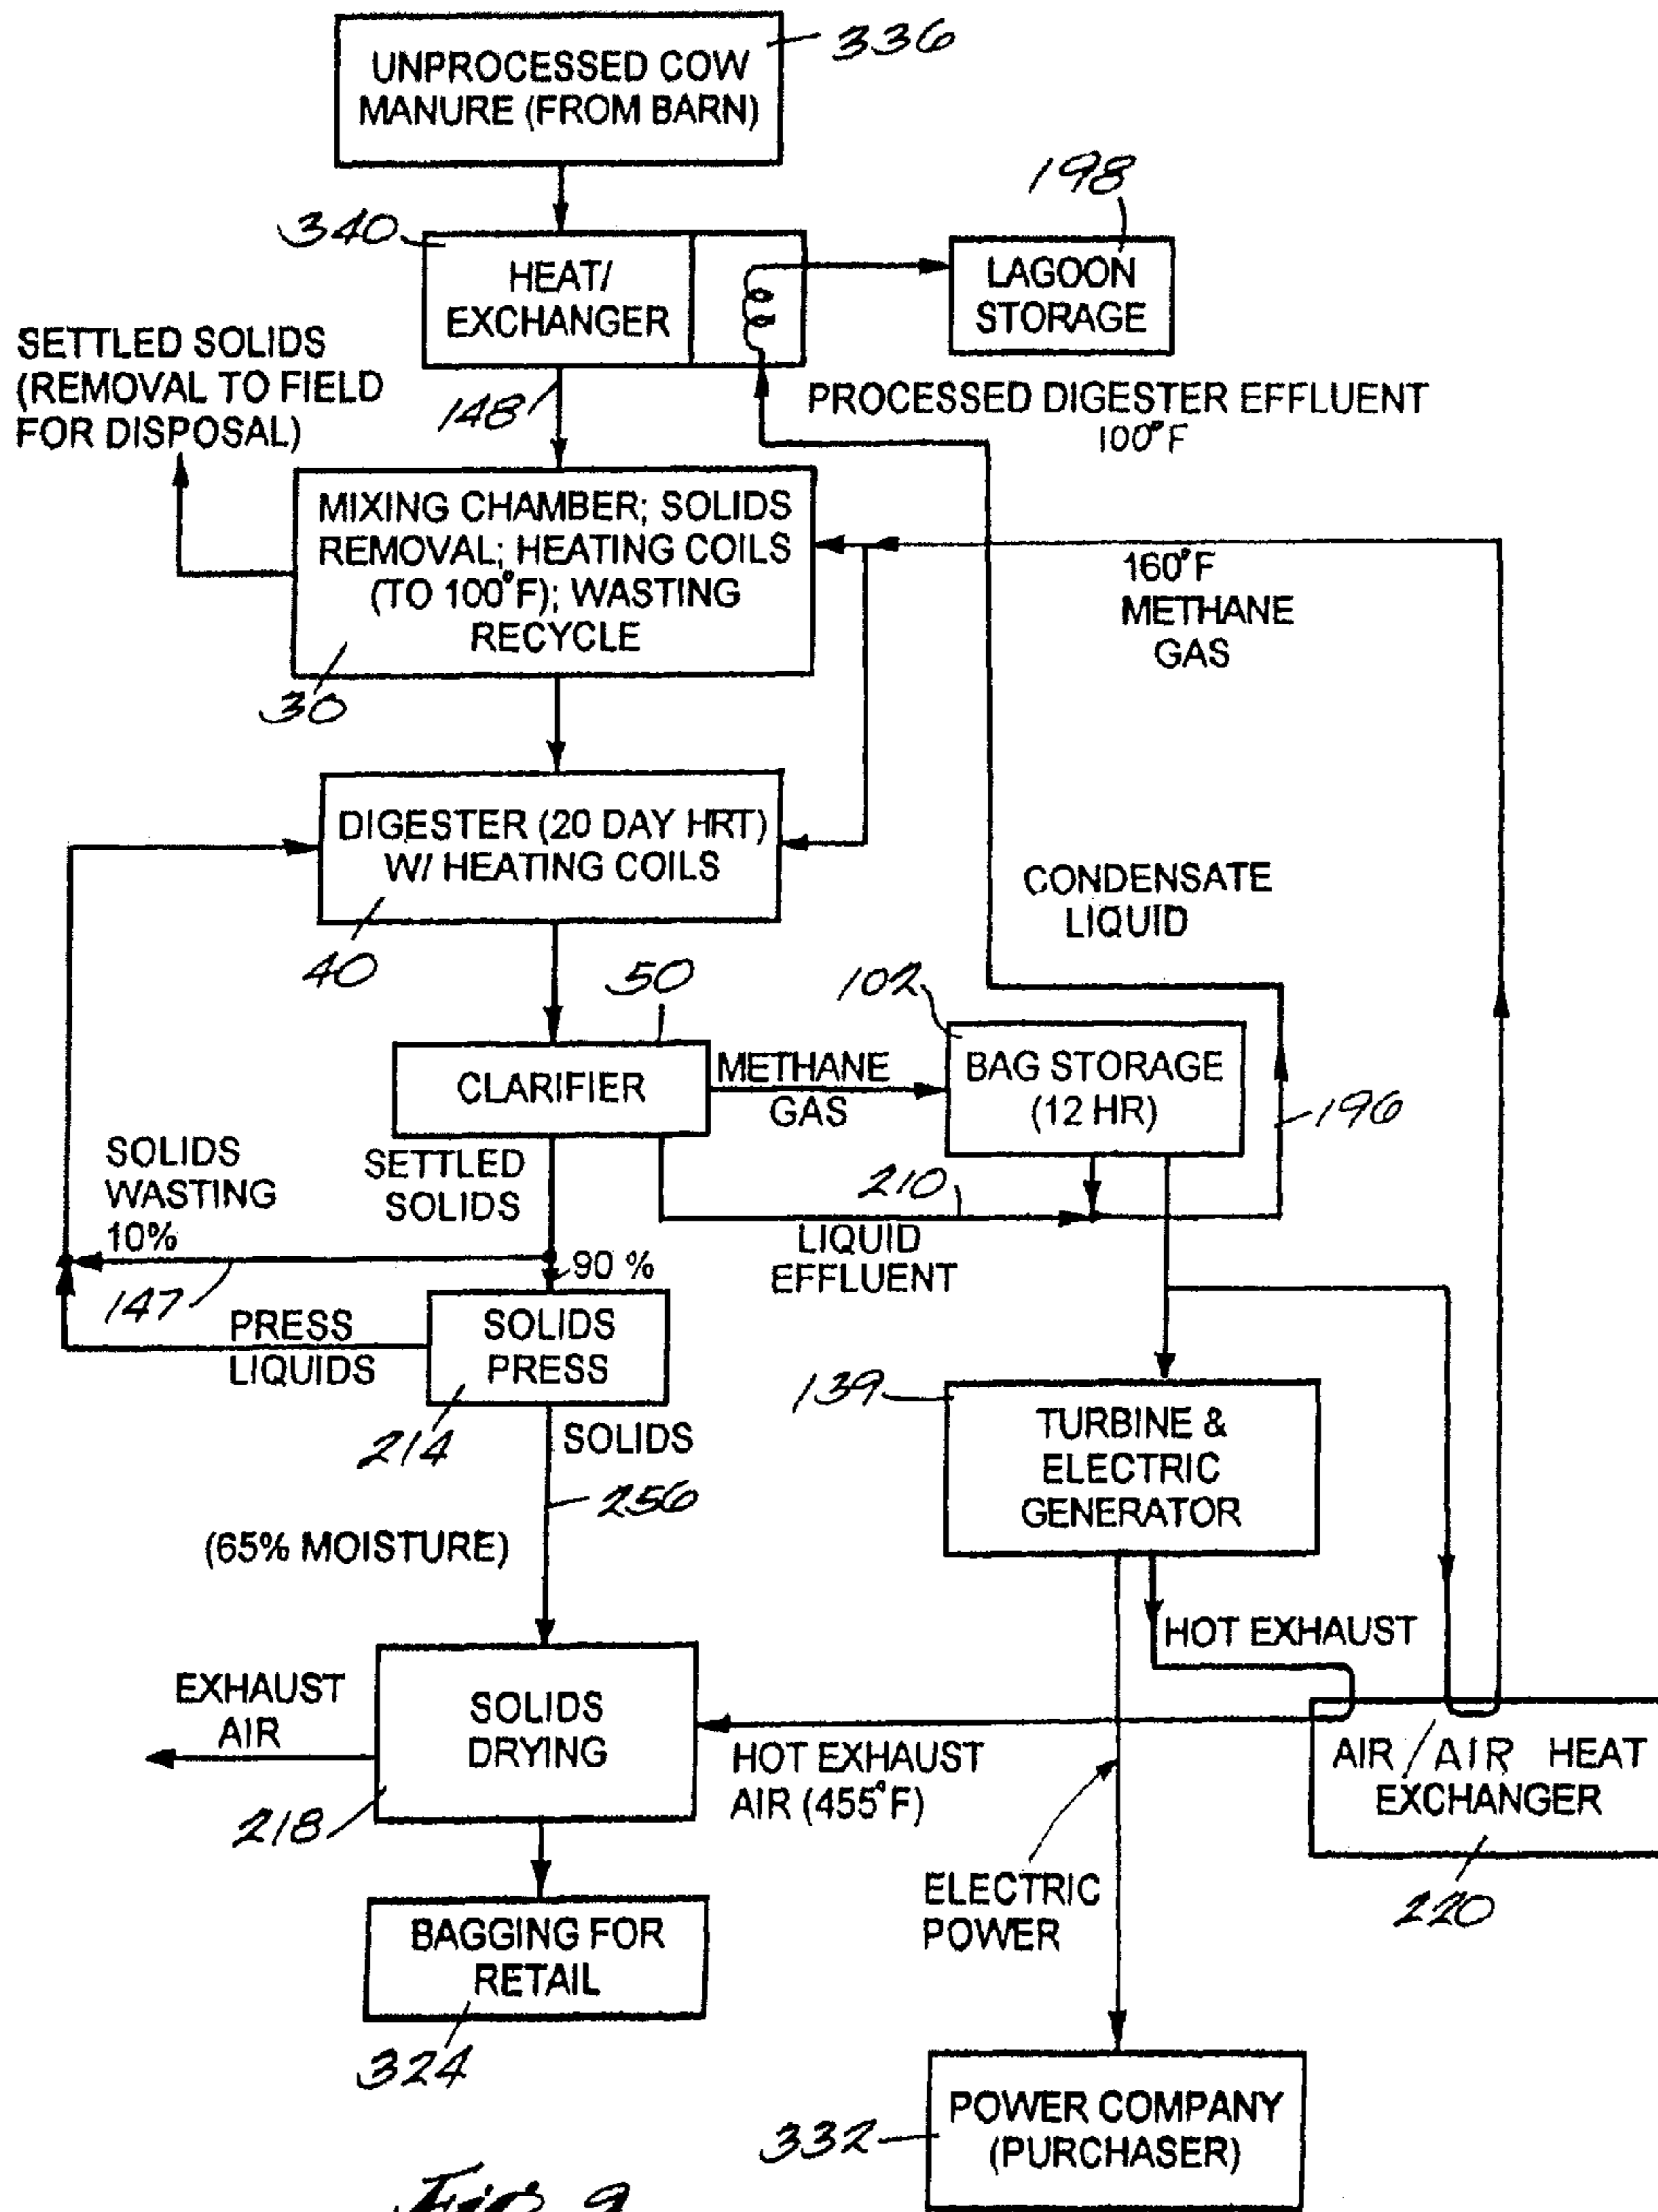 UNPROCESSED COW
MANURE (FROM BARN)
336
198
340
HEAT/
EXCHANGER
LAGOON
STORAGE
SETTLED SOLIDS
(REMOVAL TO FIELD
FOR DISPOSAL)
148
PROCESSED DIGESTER EFFLUENT
100°F
MIXING CHAMBER; SOLIDS
REMOVAL; HEATING COILS
(TO 100°F); WASTING
RECYCLE
30
160°F
METHANE
GAS
DIGESTER (20 DAY HRT)
W/ HEATING COILS
40
CONDENSATE
LIQUID
50
102
CLARIFIER
METHANE
GAS
BAG STORAGE
(12 HR)
196
SOLIDS
WASTING
10%
SETTLED
SOLIDS
210
LIQUID
EFFLUENT
90 %
147
PRESS
LIQUIDS
SOLIDS
PRESS
214
SOLIDS
256
(65% MOISTURE)
139
TURBINE &
ELECTRIC
GENERATOR
HOT EXHAUST
EXHAUST
AIR
SOLIDS
DRYING
218
HOT EXHAUST
AIR (455°F)
AIR/AIR HEAT
EXCHANGER
220
ELECTRIC
POWER
BAGGING FOR
RETAIL
324
POWER COMPANY
(PURCHASER)
332
Fig. 9